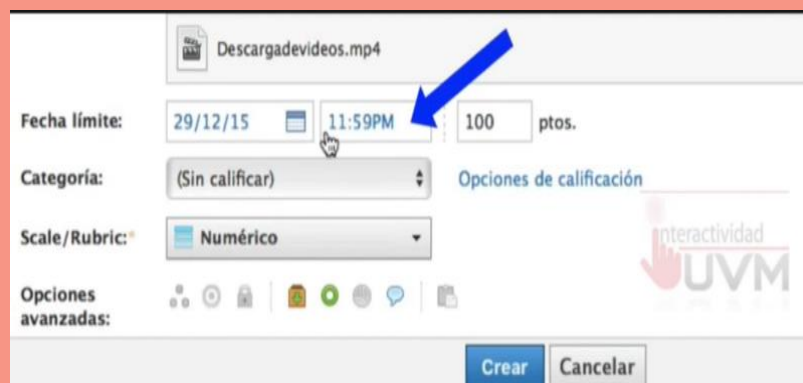 Descargadevideos.mp4
Fecha límite: 29/12/15 11:59PM 100 ptos.
Categoría: (Sin calificar) Opciones de calificación
Scale/Rubric:* Numérico
interactividad
UVM
Opciones
avanzadas:
Crear Cancelar